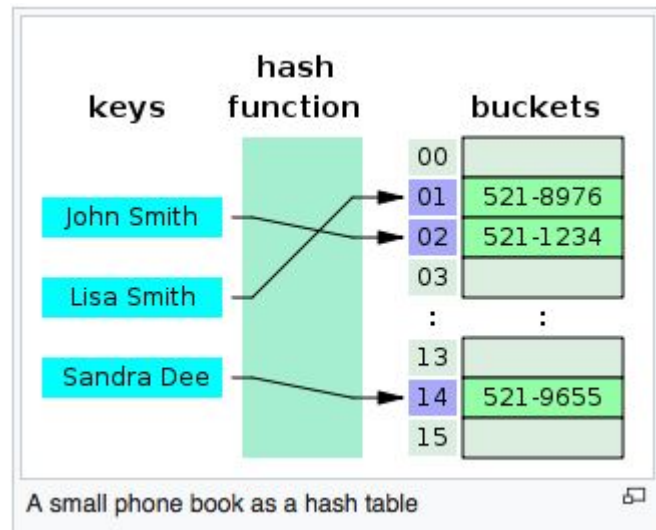 hash
keys function buckets
00
John Smith 01 521-8976
02 521-1234
Lisa Smith 03
: :
13
Sandra Dee 14 521-9655
15
A small phone book as a hash table